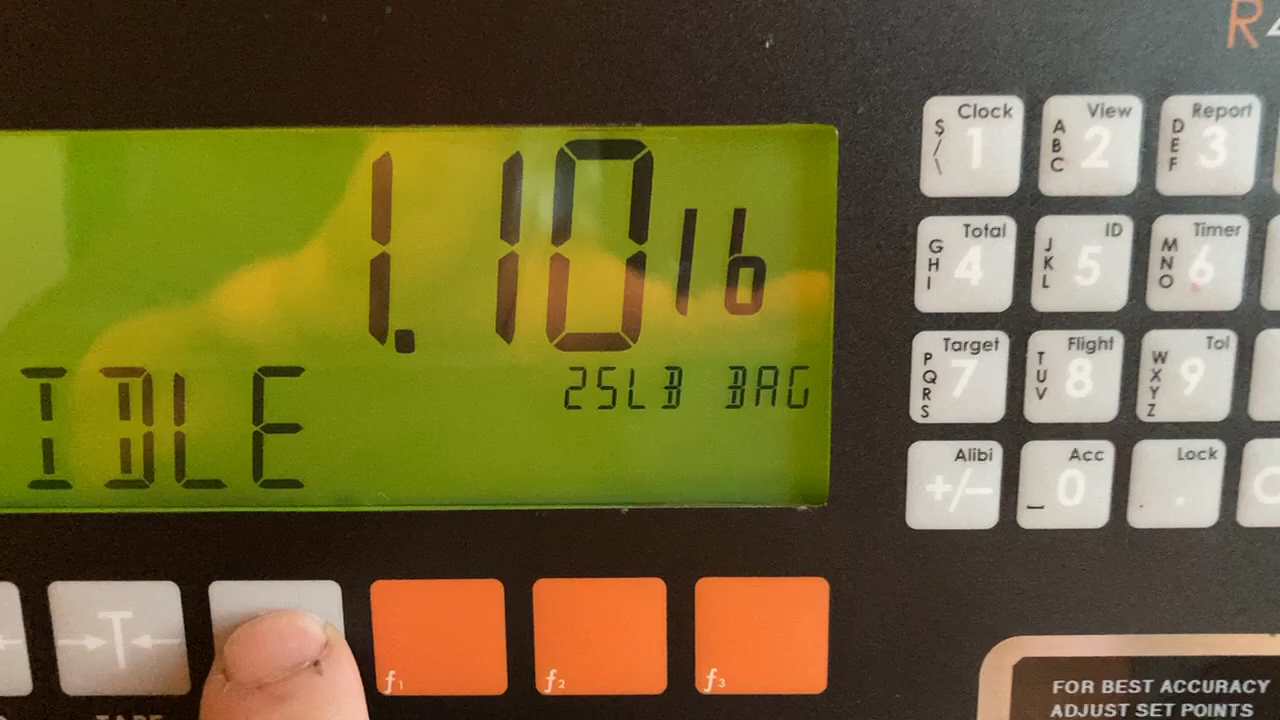 R
1.10 lb
25LB BAG
IDLE
Clock $ / \ 1
View A B C 2
Report D E F 3
Total G H I 4
ID J K L 5
Timer M N O 6
Target P Q R S 7
Flight T U V 8
Tol W X Y Z 9
Alibi +/−
Acc _ 0
Lock .
→T←
f1
f2
f3
FOR BEST ACCURACY
ADJUST SET POINTS